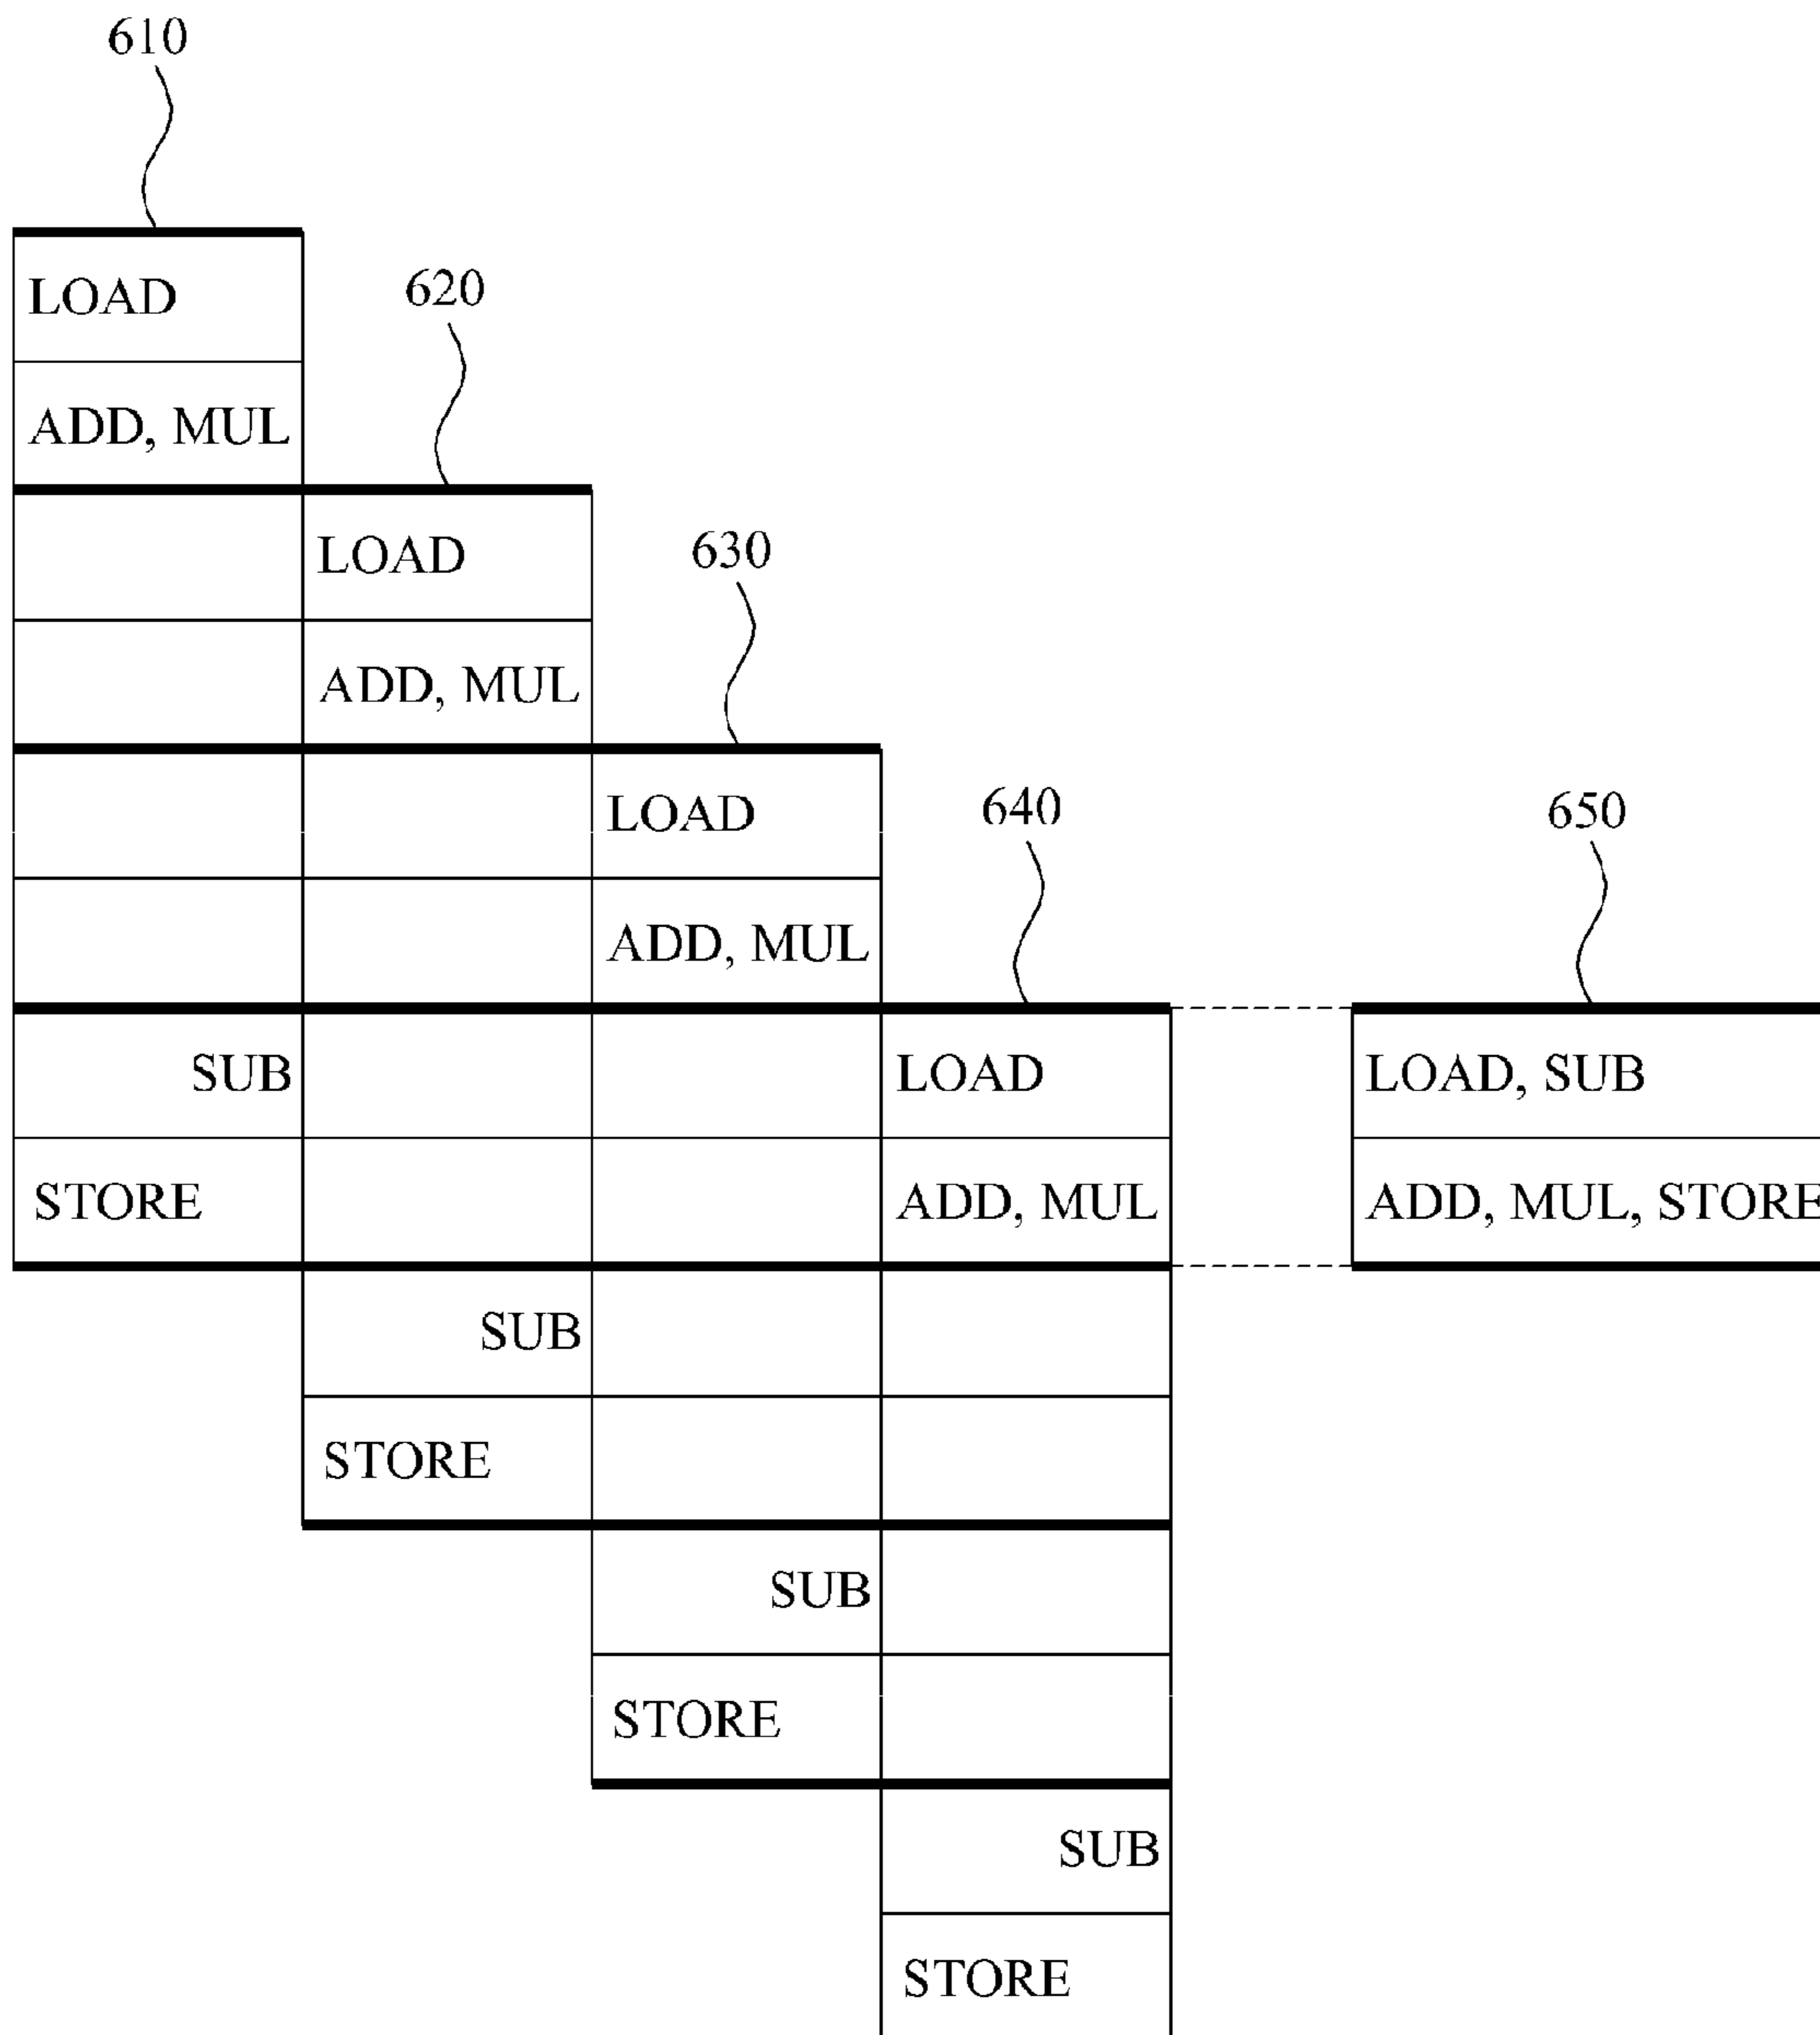 610
LOAD
620
ADD, MUL
LOAD
630
ADD, MUL
LOAD
640
650
ADD, MUL
SUB
LOAD
LOAD, SUB
STORE
ADD, MUL
ADD, MUL, STORE
SUB
STORE
SUB
STORE
SUB
STORE